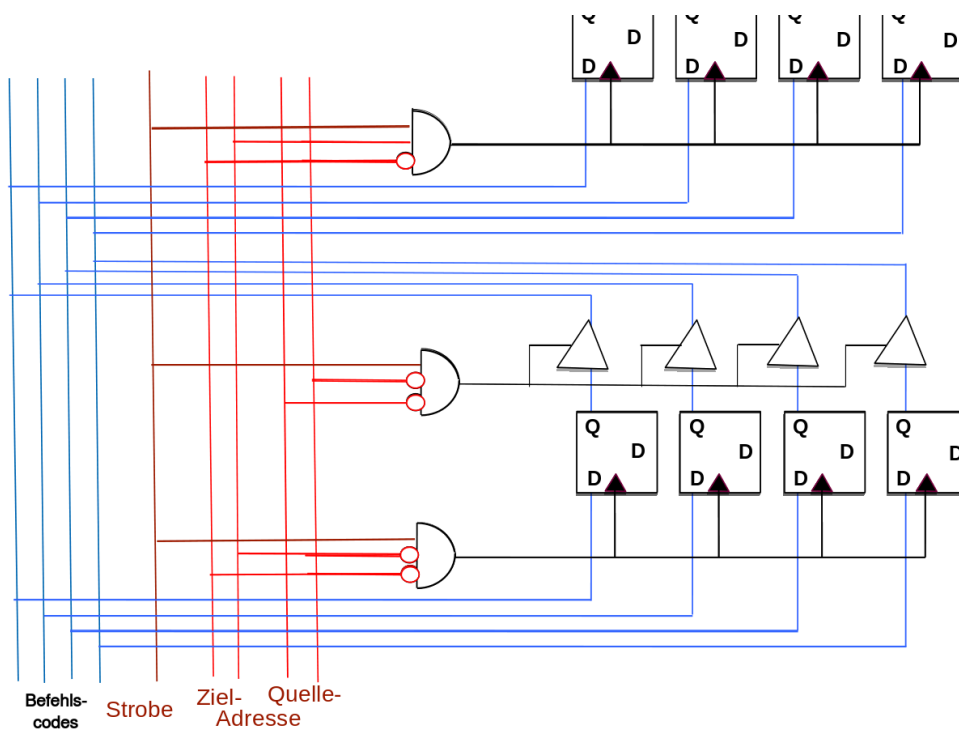 Q Q Q Q
D D D D
D D D D
Q Q Q Q
D D D D
D D D D
Befehls-
codes
Strobe
Ziel-
Adresse
Quelle-